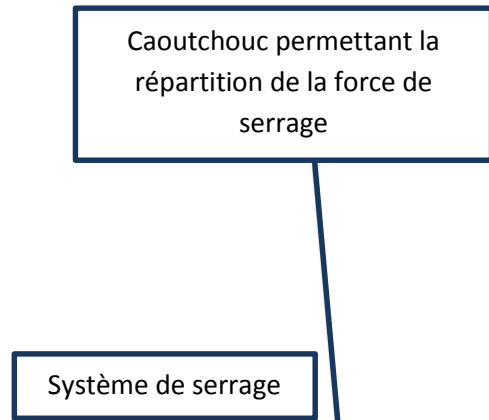 Caoutchouc permettant la
répartition de la force de
serrage
Système de serrage